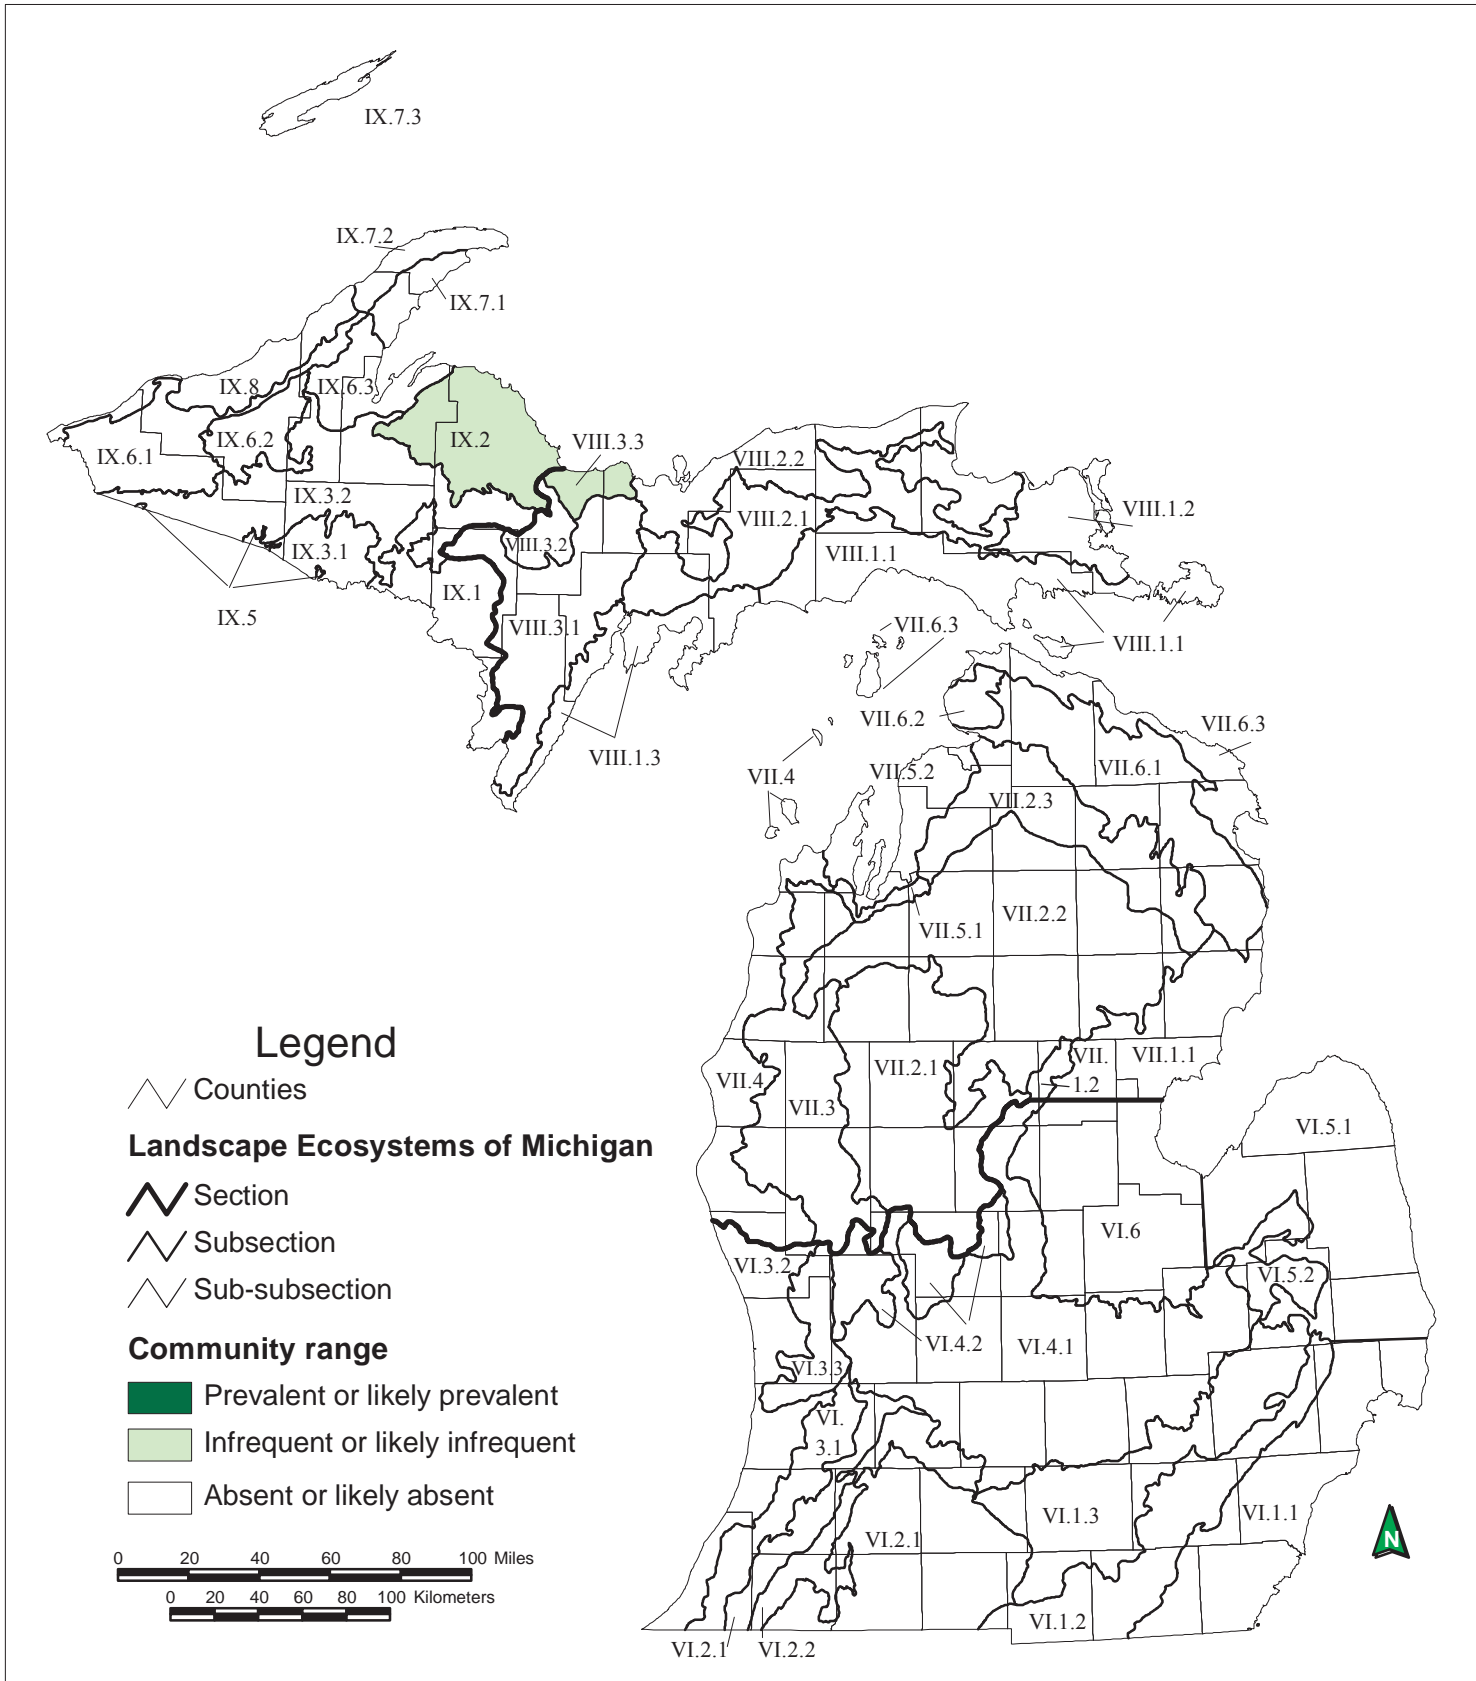 IX.7.3
IX.7.2
IX.7.1
IX.8
IX.6.3
IX.2
IX.6.2
IX.6.1
VIII.3.3
VIII.2.2
IX.3.2
VIII.2.1
VIII.1.2
IX.3.1
VIII.3.2
VIII.1.1
IX.1
IX.5
VIII.3.1
VII.6.3
VIII.1.1
VII.6.2
VII.6.3
VIII.1.3
VII.4
VII.5.2
VII.6.1
VII.2.3
VII.5.1
VII.2.2
VII.4
VII.3
VII.2.1
VII.
1.2
VII.1.1
VI.5.1
VI.6
VI.3.2
VI.5.2
VI.4.2
VI.4.1
VI.3.3
VI.
3.1
VI.1.3
VI.1.1
VI.2.1
VI.1.2
VI.2.1
VI.2.2
N
Legend
Counties
Landscape Ecosystems of Michigan
Section
Subsection
Sub-subsection
Community range
Prevalent or likely prevalent
Infrequent or likely infrequent
Absent or likely absent
0 20 40 60 80 100 Miles
0 20 40 60 80 100 Kilometers